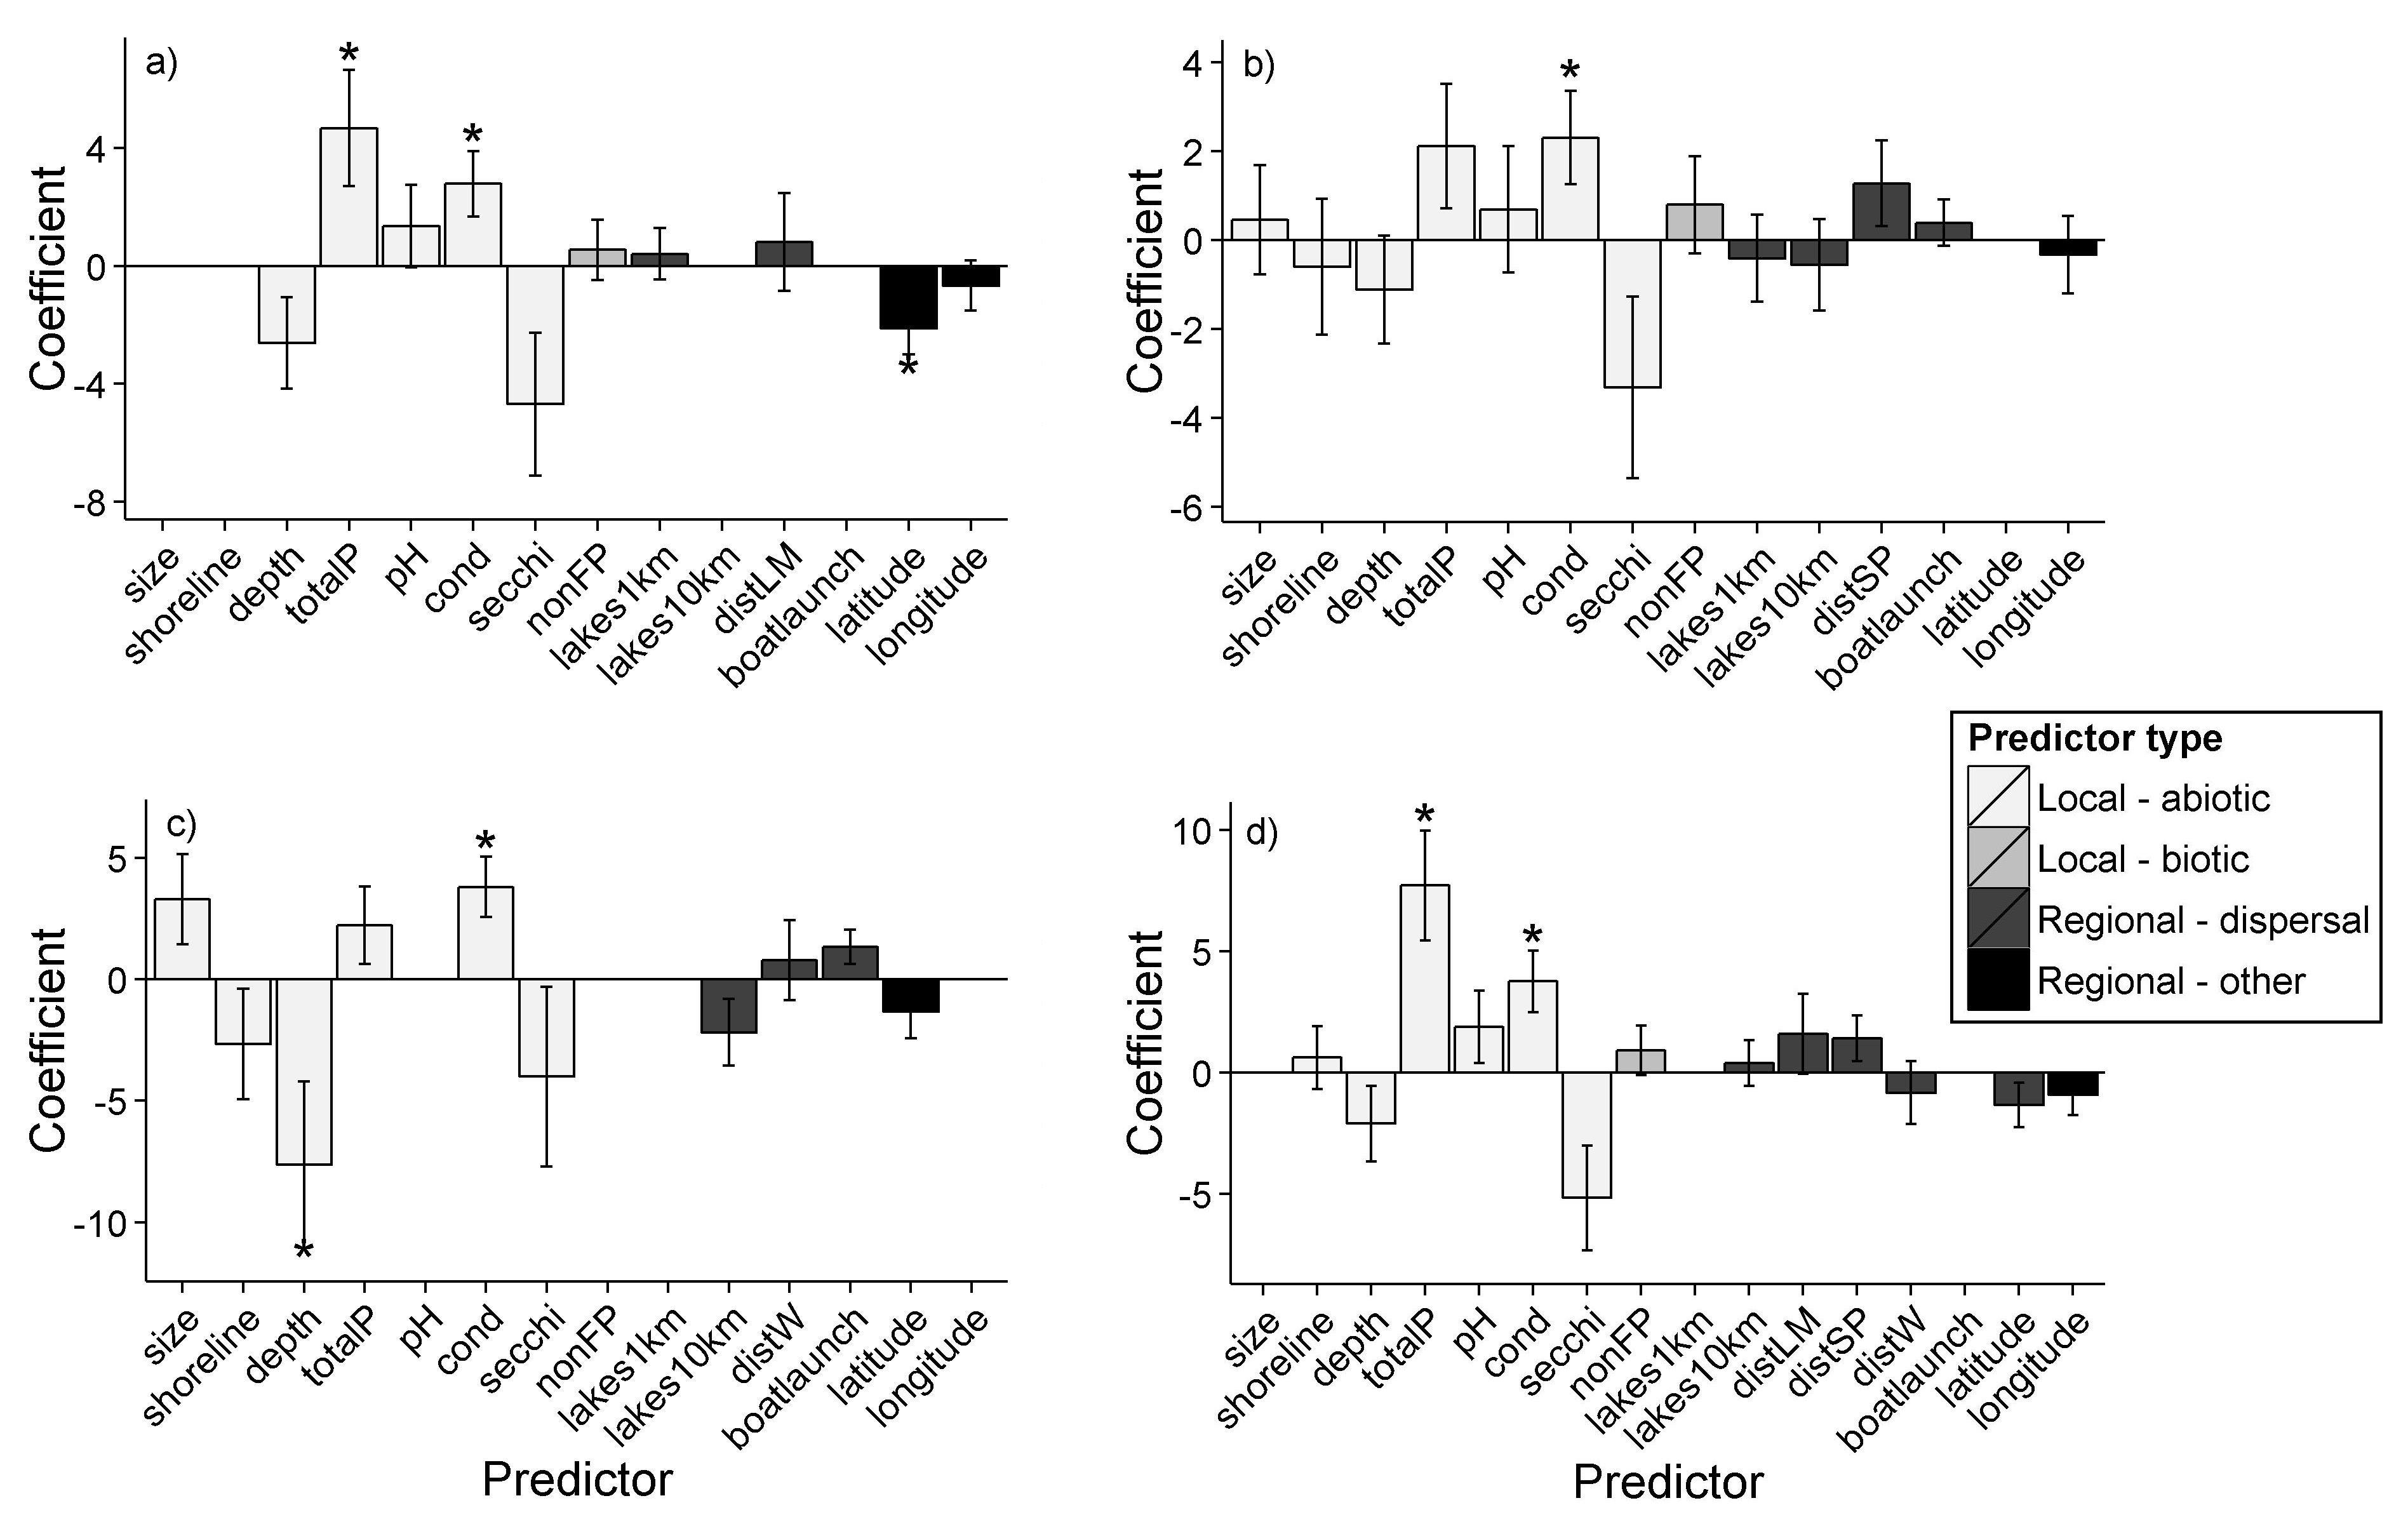 a)
*
*
*
4
0
-4
-8
Coefficient
size
shoreline
depth
totalP
pH
cond
secchi
nonFP
lakes1km
lakes10km
distLM
boatlaunch
latitude
longitude
b)
*
4
2
0
-2
-4
-6
Coefficient
size
shoreline
depth
totalP
pH
cond
secchi
nonFP
lakes1km
lakes10km
distSP
boatlaunch
latitude
longitude
Predictor type
Local - abiotic
Local - biotic
Regional - dispersal
Regional - other
c)
*
*
5
0
-5
-10
Coefficient
size
shoreline
depth
totalP
pH
cond
secchi
nonFP
lakes1km
lakes10km
distW
boatlaunch
latitude
longitude
Predictor
d)
*
*
10
5
0
-5
Coefficient
size
shoreline
depth
totalP
pH
cond
secchi
nonFP
lakes1km
lakes10km
distLM
distSP
distW
boatlaunch
latitude
longitude
Predictor